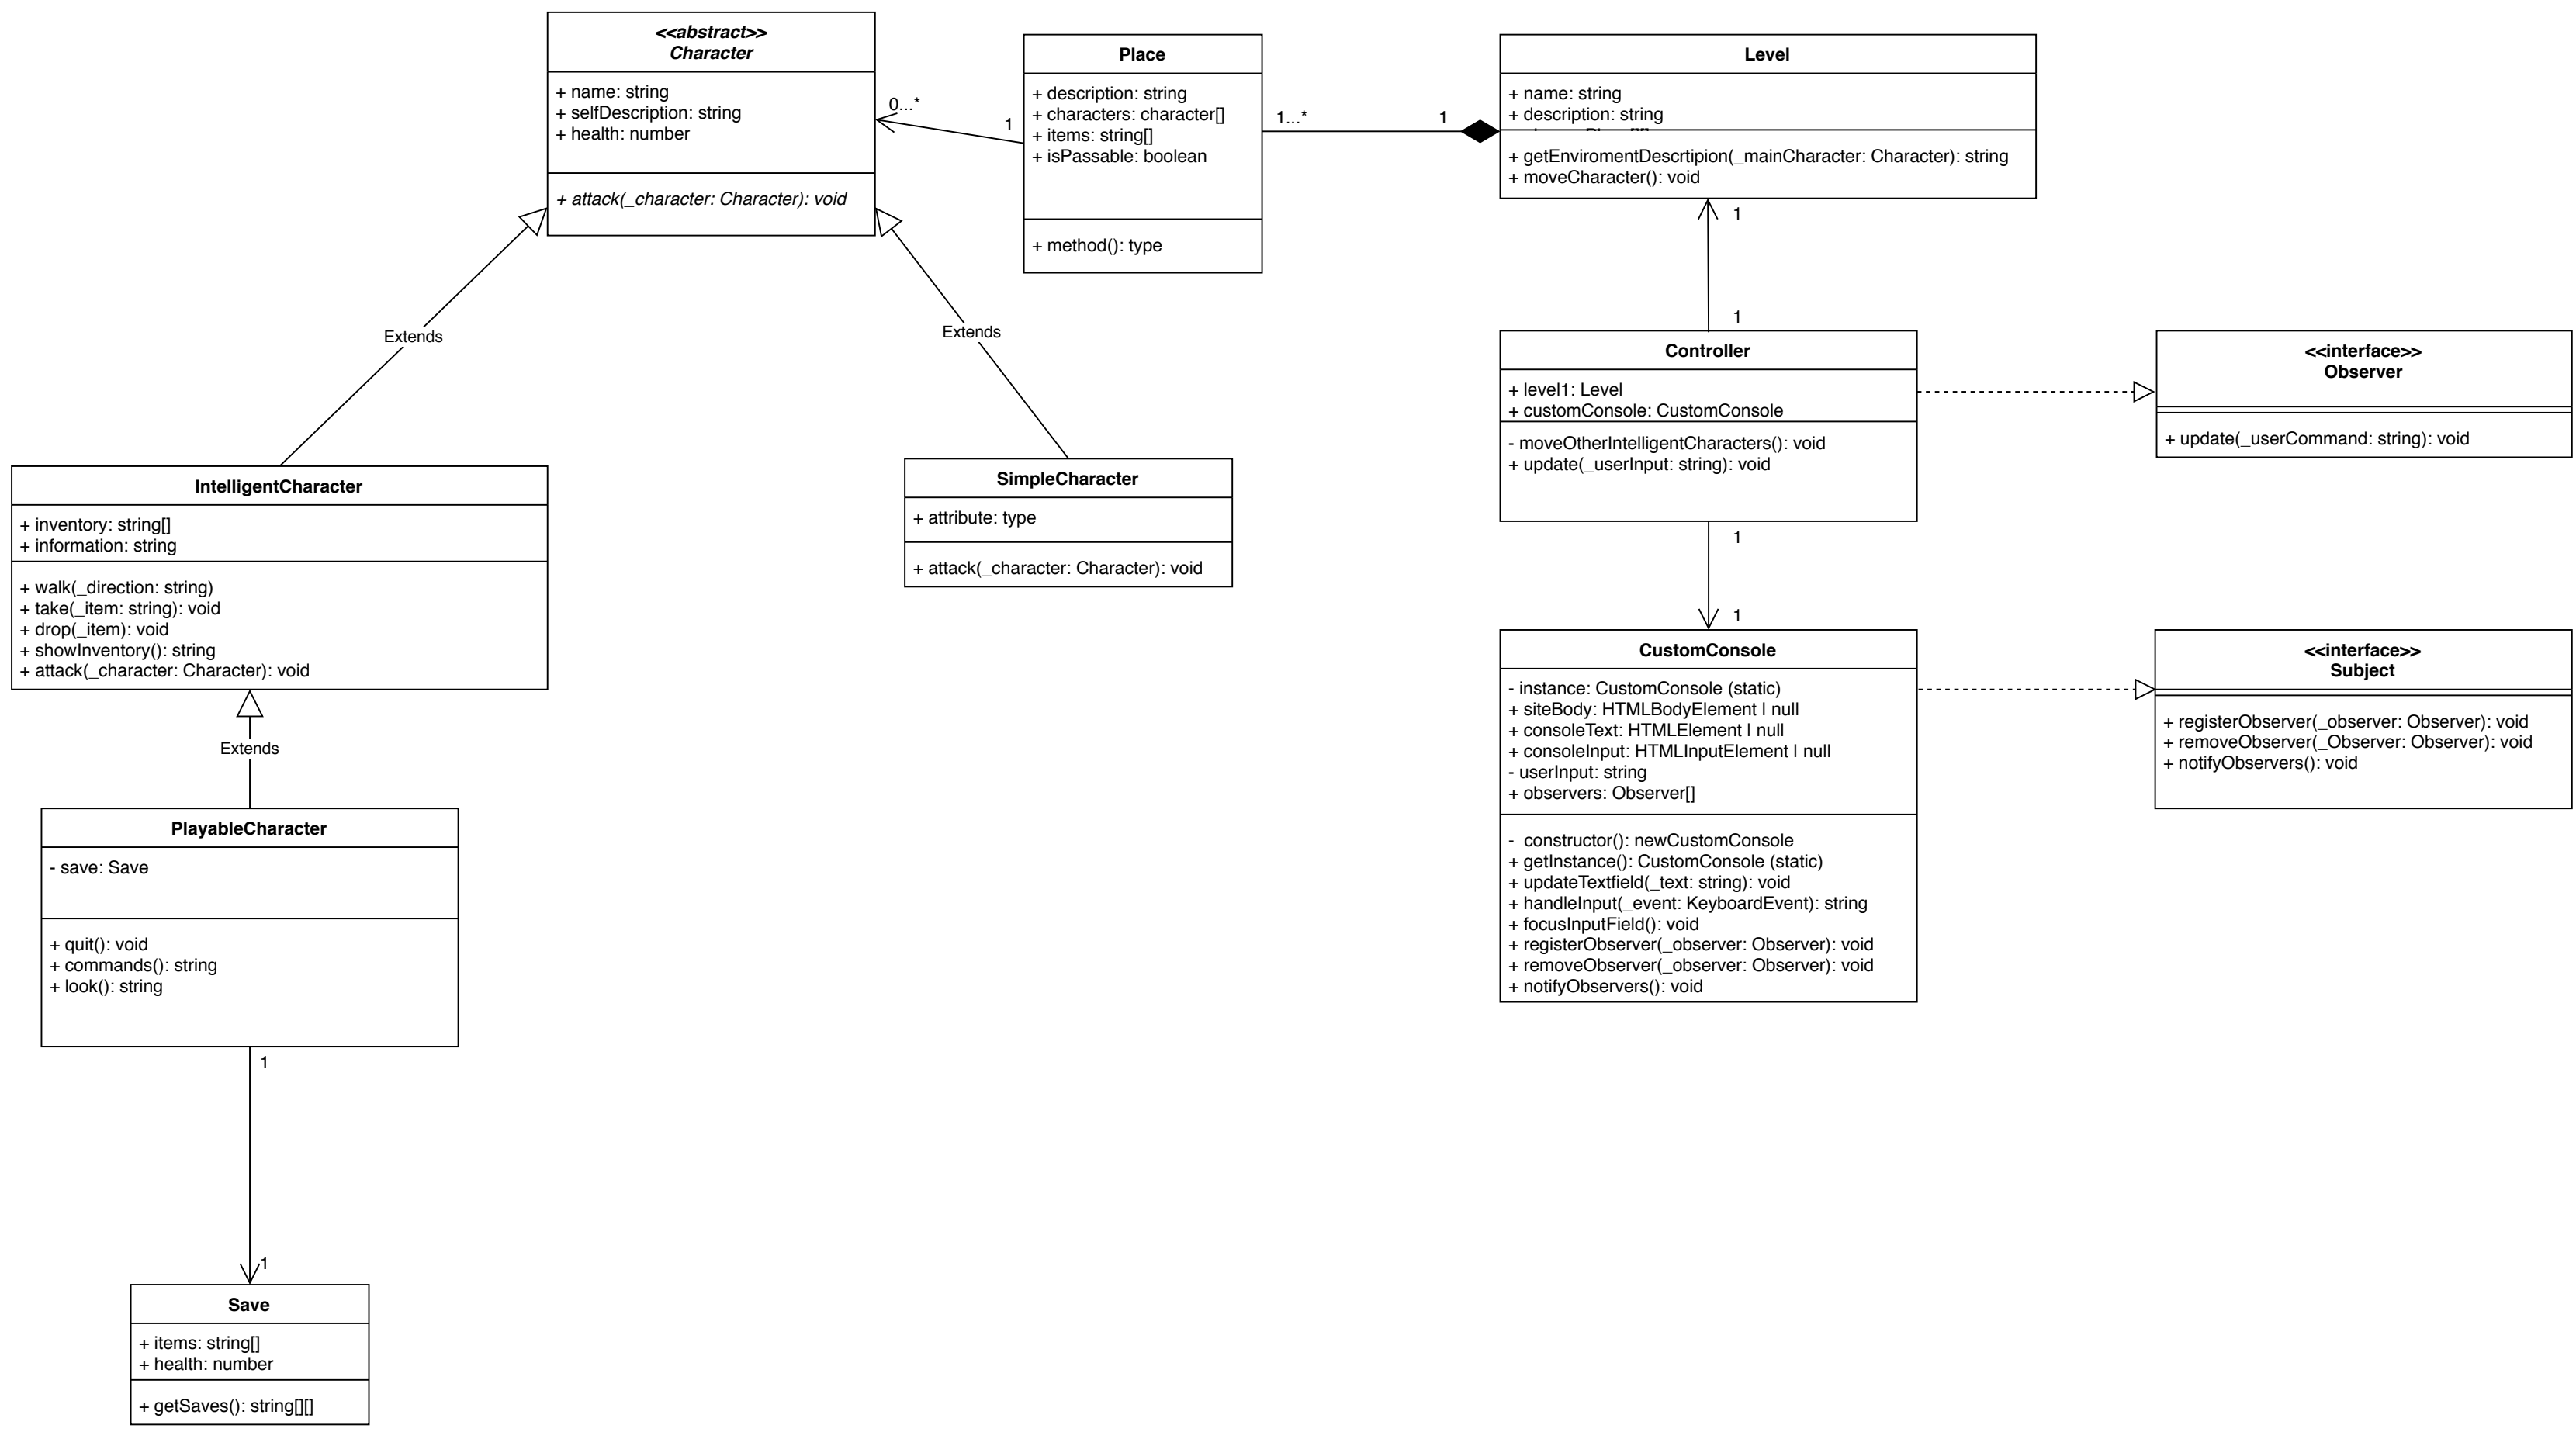 <<abstract>>
Character
+ name: string
+ selfDescription: string
+ health: number
+ attack(_character: Character): void
0...*
1
Place
+ description: string
+ characters: character[]
+ items: string[]
+ isPassable: boolean
+ method(): type
1...*
1
Level
+ name: string
+ description: string
+ getEnviromentDescrtipion(_mainCharacter: Character): string
+ moveCharacter(): void
1
1
Extends
Extends
Controller
+ level1: Level
+ customConsole: CustomConsole
- moveOtherIntelligentCharacters(): void
+ update(_userInput: string): void
<<interface>>
Observer
+ update(_userCommand: string): void
IntelligentCharacter
+ inventory: string[]
+ information: string
+ walk(_direction: string)
+ take(_item: string): void
+ drop(_item): void
+ showInventory(): string
+ attack(_character: Character): void
SimpleCharacter
+ attribute: type
+ attack(_character: Character): void
1
1
CustomConsole
- instance: CustomConsole (static)
+ siteBody: HTMLBodyElement | null
+ consoleText: HTMLElement | null
+ consoleInput: HTMLInputElement | null
- userInput: string
+ observers: Observer[]
- constructor(): newCustomConsole
+ getInstance(): CustomConsole (static)
+ updateTextfield(_text: string): void
+ handleInput(_event: KeyboardEvent): string
+ focusInputField(): void
+ registerObserver(_observer: Observer): void
+ removeObserver(_observer: Observer): void
+ notifyObservers(): void
<<interface>>
Subject
+ registerObserver(_observer: Observer): void
+ removeObserver(_Observer: Observer): void
+ notifyObservers(): void
Extends
PlayableCharacter
- save: Save
+ quit(): void
+ commands(): string
+ look(): string
1
1
Save
+ items: string[]
+ health: number
+ getSaves(): string[][]